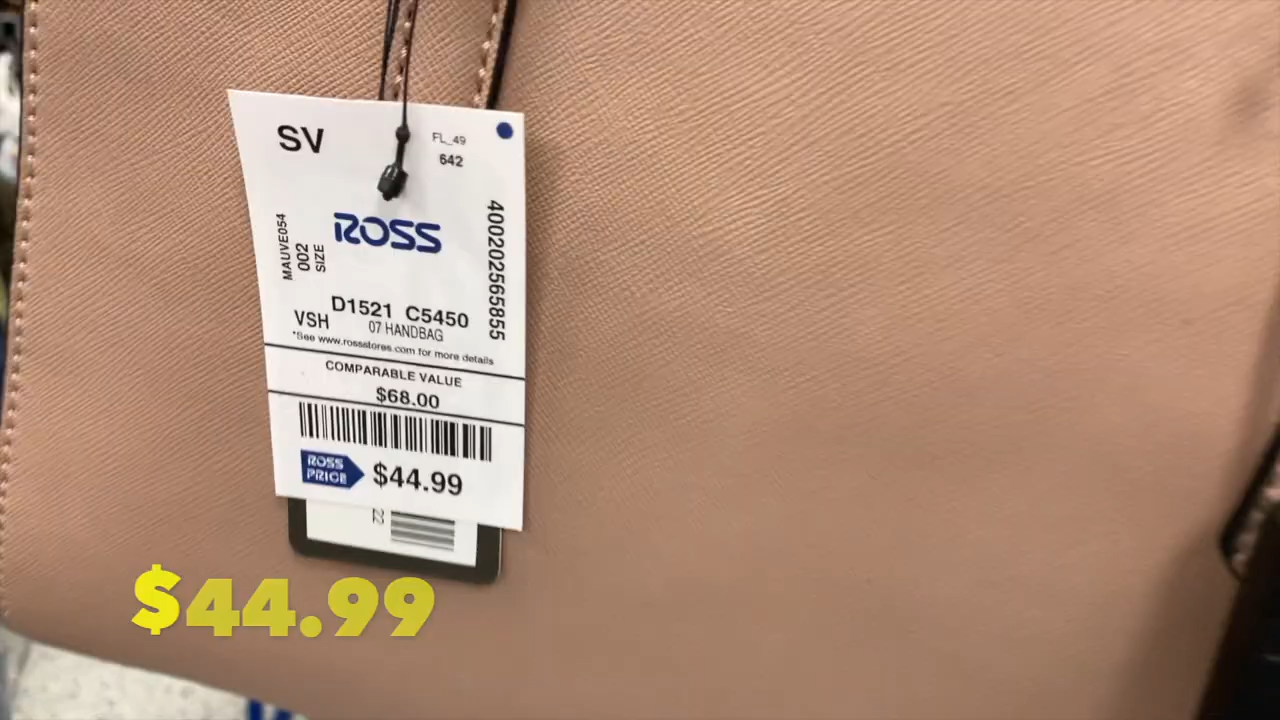 SV
FL_49
642
ROSS
MAUVE054
002
SIZE
400202565855
D1521 C5450
VSH
07 HANDBAG
*See www.rossstores.com for more details
COMPARABLE VALUE
$68.00
ROSS
PRICE
$44.99
22
$44.99